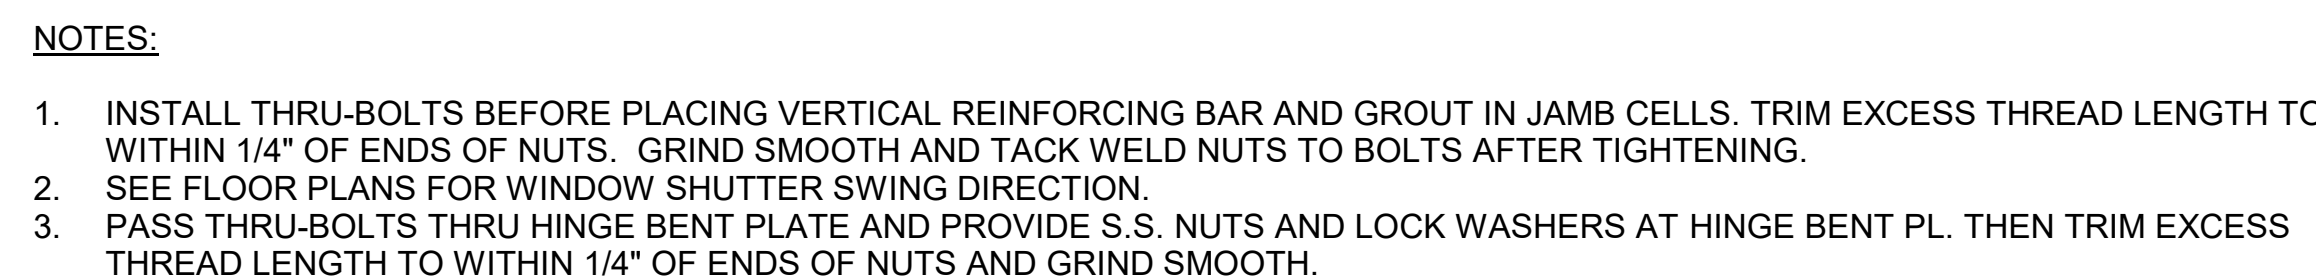 NOTES:
1. INSTALL THRU-BOLTS BEFORE PLACING VERTICAL REINFORCING BAR AND GROUT IN JAMB CELLS. TRIM EXCESS THREAD LENGTH TO
WITHIN 1/4" OF ENDS OF NUTS.  GRIND SMOOTH AND TACK WELD NUTS TO BOLTS AFTER TIGHTENING.
2. SEE FLOOR PLANS FOR WINDOW SHUTTER SWING DIRECTION.
3. PASS THRU-BOLTS THRU HINGE BENT PLATE AND PROVIDE S.S. NUTS AND LOCK WASHERS AT HINGE BENT PL. THEN TRIM EXCESS
THREAD LENGTH TO WITHIN 1/4" OF ENDS OF NUTS AND GRIND SMOOTH.